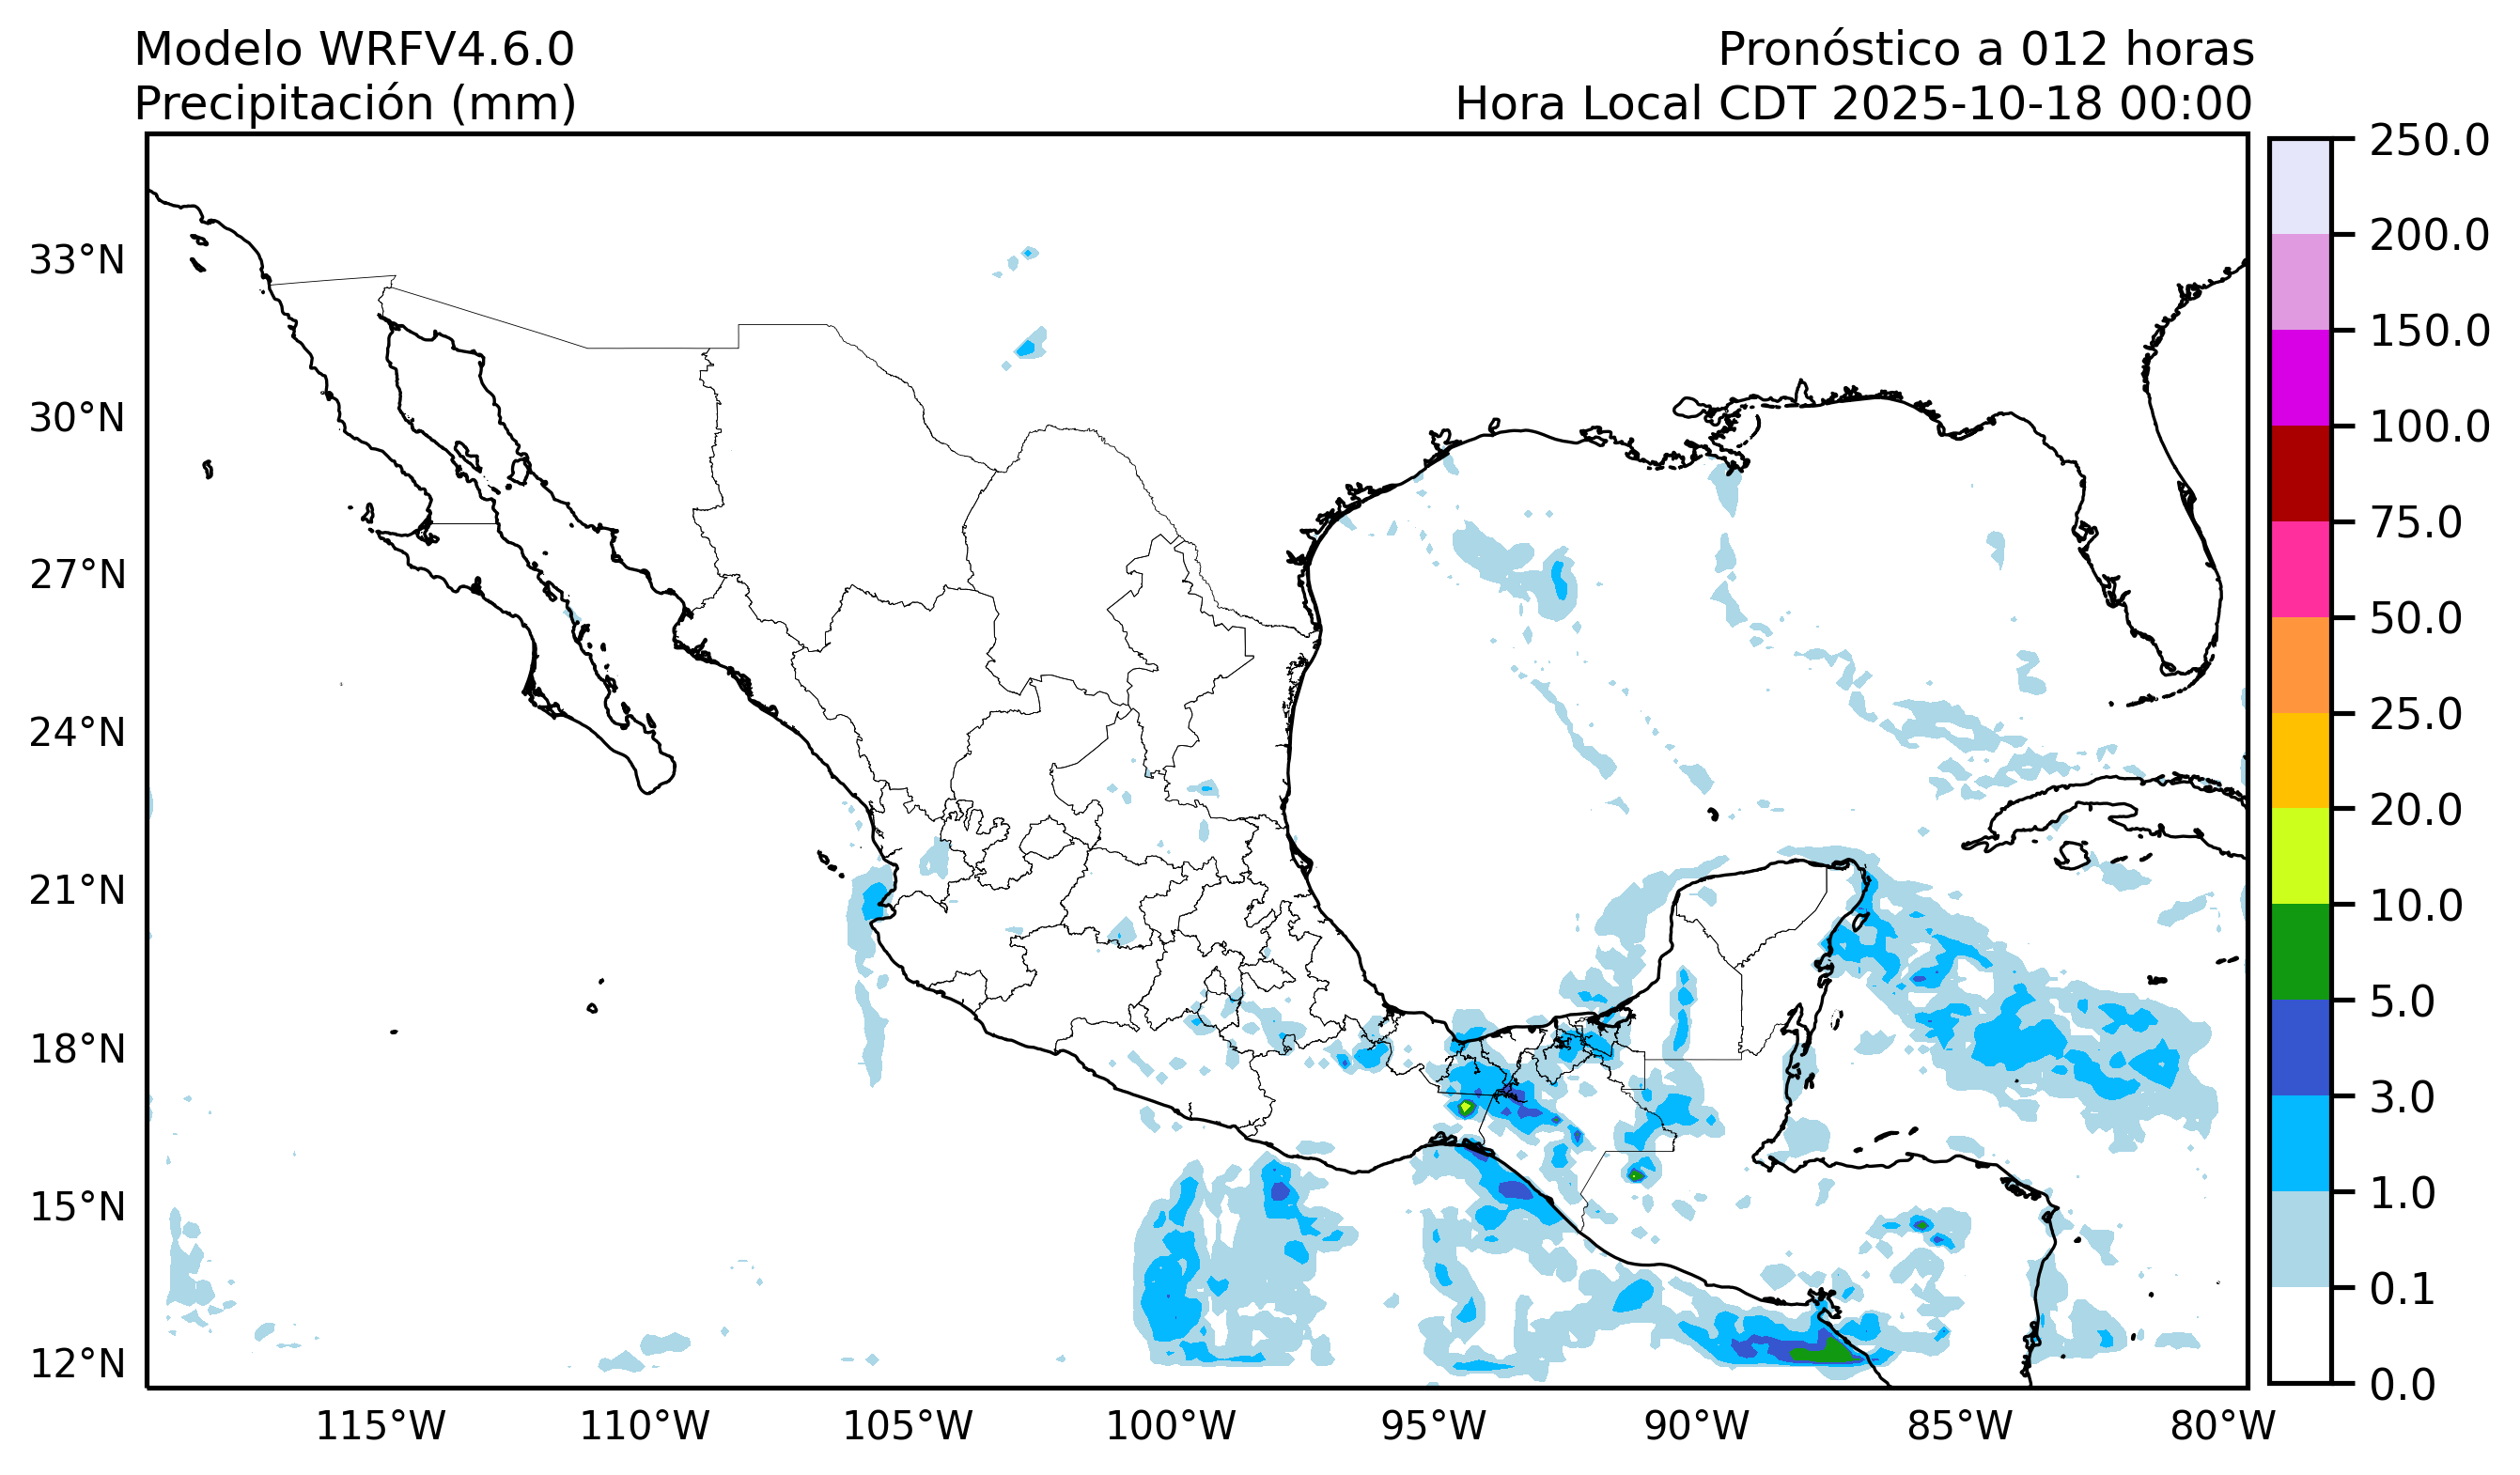 Modelo WRFV4.6.0
Precipitación (mm)
Pronóstico a 012 horas
Hora Local CDT 2025-10-18 00:00
33°N
30°N
27°N
24°N
21°N
18°N
15°N
12°N
115°W
110°W
105°W
100°W
95°W
90°W
85°W
80°W
250.0
200.0
150.0
100.0
75.0
50.0
25.0
20.0
10.0
5.0
3.0
1.0
0.1
0.0